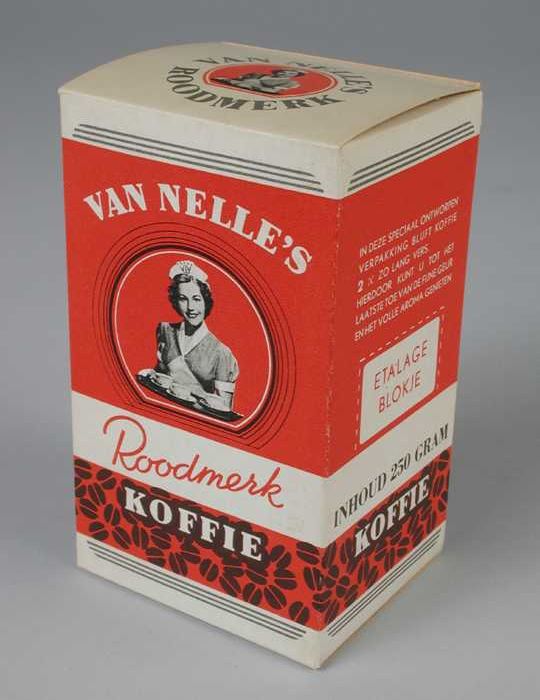 VAN NELLE'S
ROODMERK
VAN NELLE'S
Roodmerk
KOFFIE
IN DEZE SPECIAAL ONTWORPEN
VERPAKKING BLIJFT KOFFIE
2 X ZO LANG VERS.
HIERDOOR KUNT U TOT HET
LAATSTE TOE VAN DE FIJNE GEUR
EN HET VOLLE AROMA GENIETEN
ETALAGE
BLOKJE
INHOUD 250 GRAM
KOFFIE